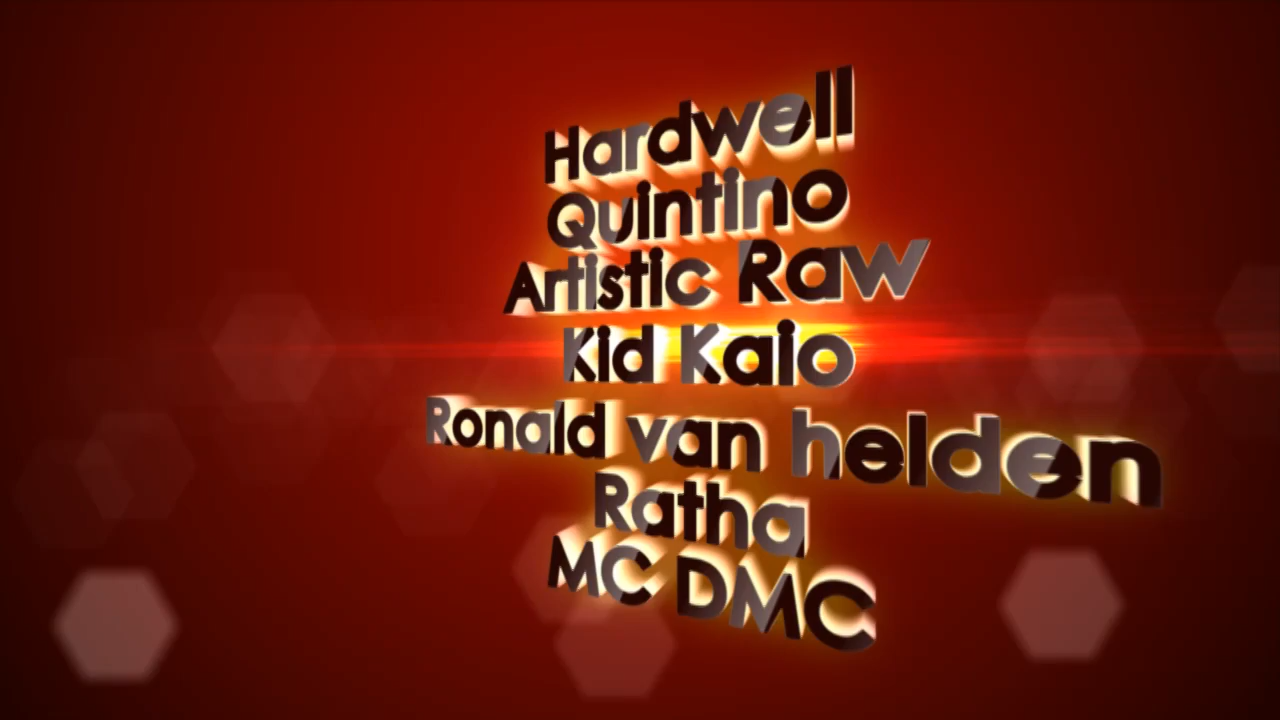 Hardwell
Quintino
Artistic Raw
Kid Kaio
Ronald van helden
Ratha
MC DMC